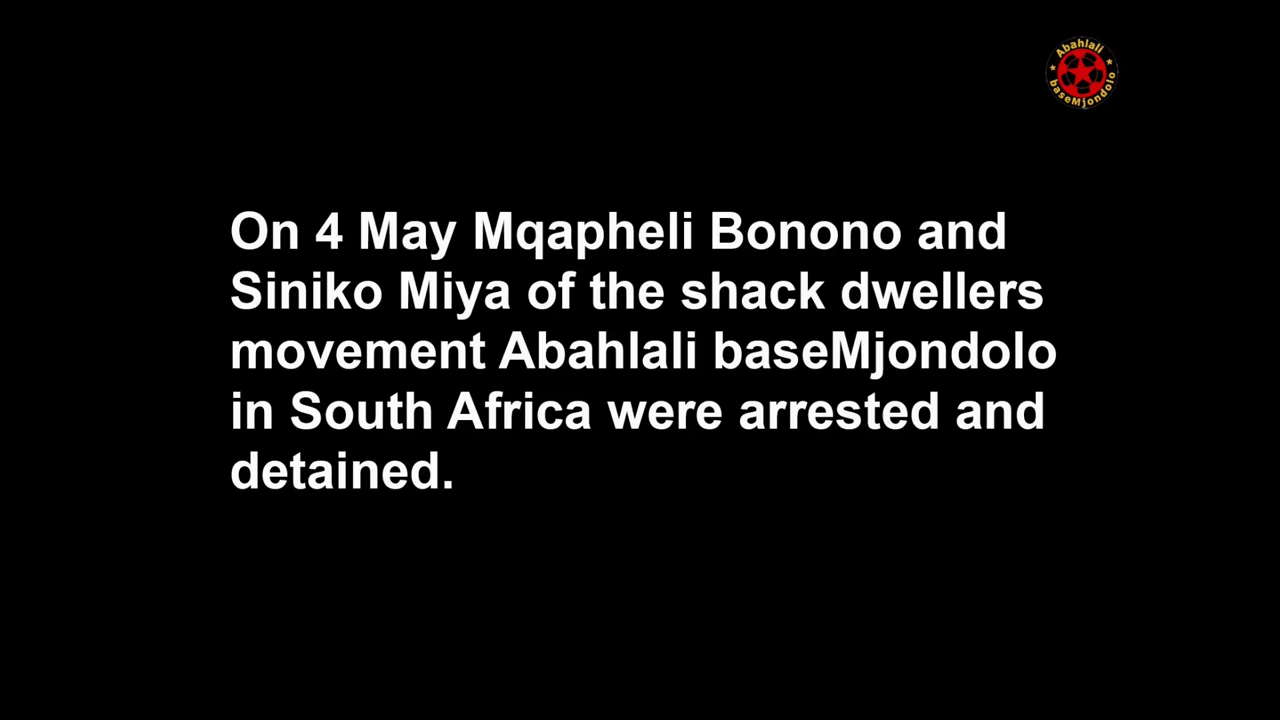 Abahlali
baseMjondolo
On 4 May Mqapheli Bonono and
Siniko Miya of the shack dwellers
movement Abahlali baseMjondolo
in South Africa were arrested and
detained.